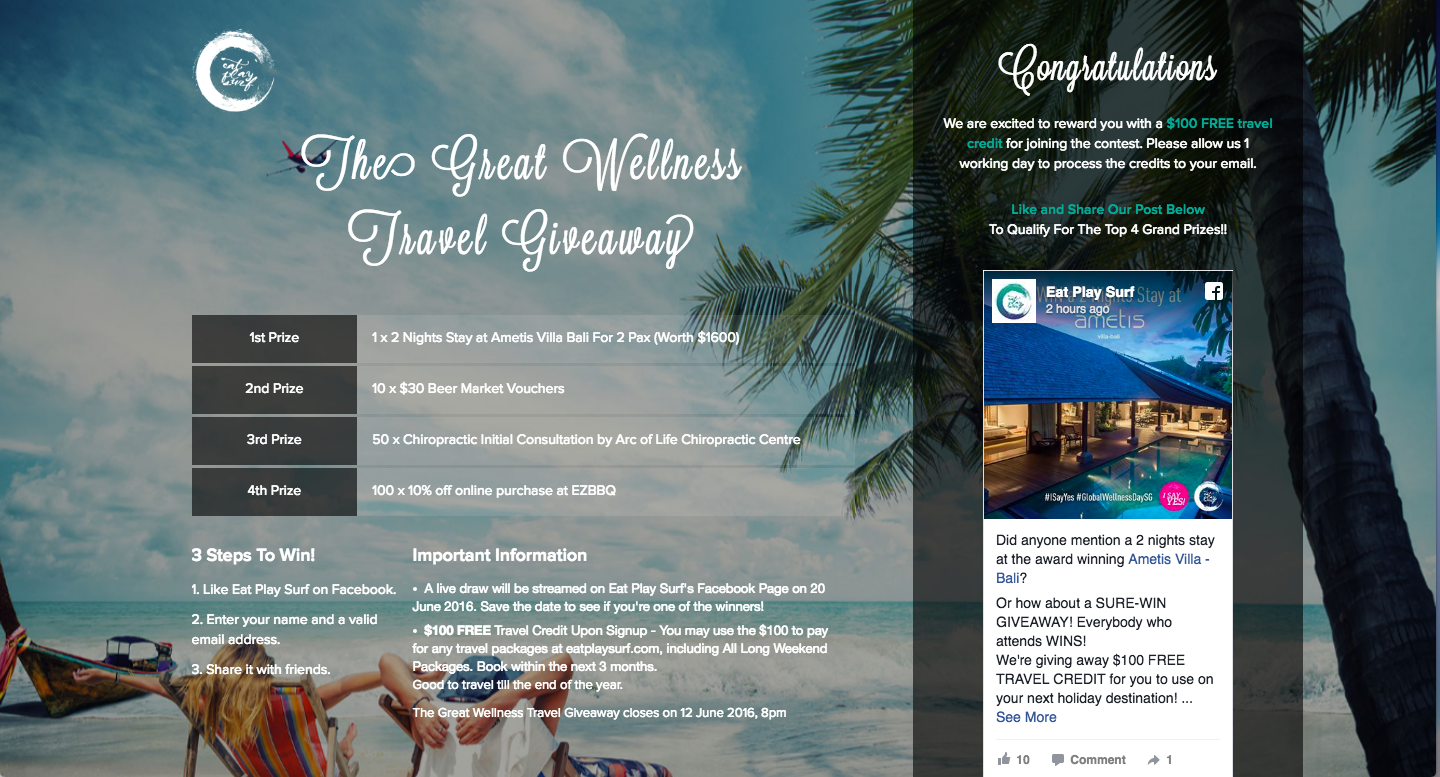 eat
play
surf
The Great Wellness
Travel Giveaway
1st Prize
1 x 2 Nights Stay at Ametis Villa Bali For 2 Pax (Worth $1600)
2nd Prize
10 x $30 Beer Market Vouchers
3rd Prize
50 x Chiropractic Initial Consultation by Arc of Life Chiropractic Centre
4th Prize
100 x 10% off online purchase at EZBBQ
3 Steps To Win!
1. Like Eat Play Surf on Facebook.
2. Enter your name and a valid
email address.
3. Share it with friends.
Important Information
• A live draw will be streamed on Eat Play Surf's Facebook Page on 20
June 2016. Save the date to see if you're one of the winners!
• $100 FREE Travel Credit Upon Signup - You may use the $100 to pay
for any travel packages at eatplaysurf.com, including All Long Weekend
Packages. Book within the next 3 months.
Good to travel till the end of the year.
The Great Wellness Travel Giveaway closes on 12 June 2016, 8pm
Congratulations
We are excited to reward you with a $100 FREE travel
credit for joining the contest. Please allow us 1
working day to process the credits to your email.
Like and Share Our Post Below
To Qualify For The Top 4 Grand Prizes!!
Eat Play Surf
2 hours ago
Nights Stay at
ametis
villa bali
#ISayYes #GlobalWellnessDaySG
I SAY
YES!
Did anyone mention a 2 nights stay
at the award winning Ametis Villa -
Bali?
Or how about a SURE-WIN
GIVEAWAY! Everybody who
attends WINS!
We're giving away $100 FREE
TRAVEL CREDIT for you to use on
your next holiday destination! ...
See More
10 Comment 1